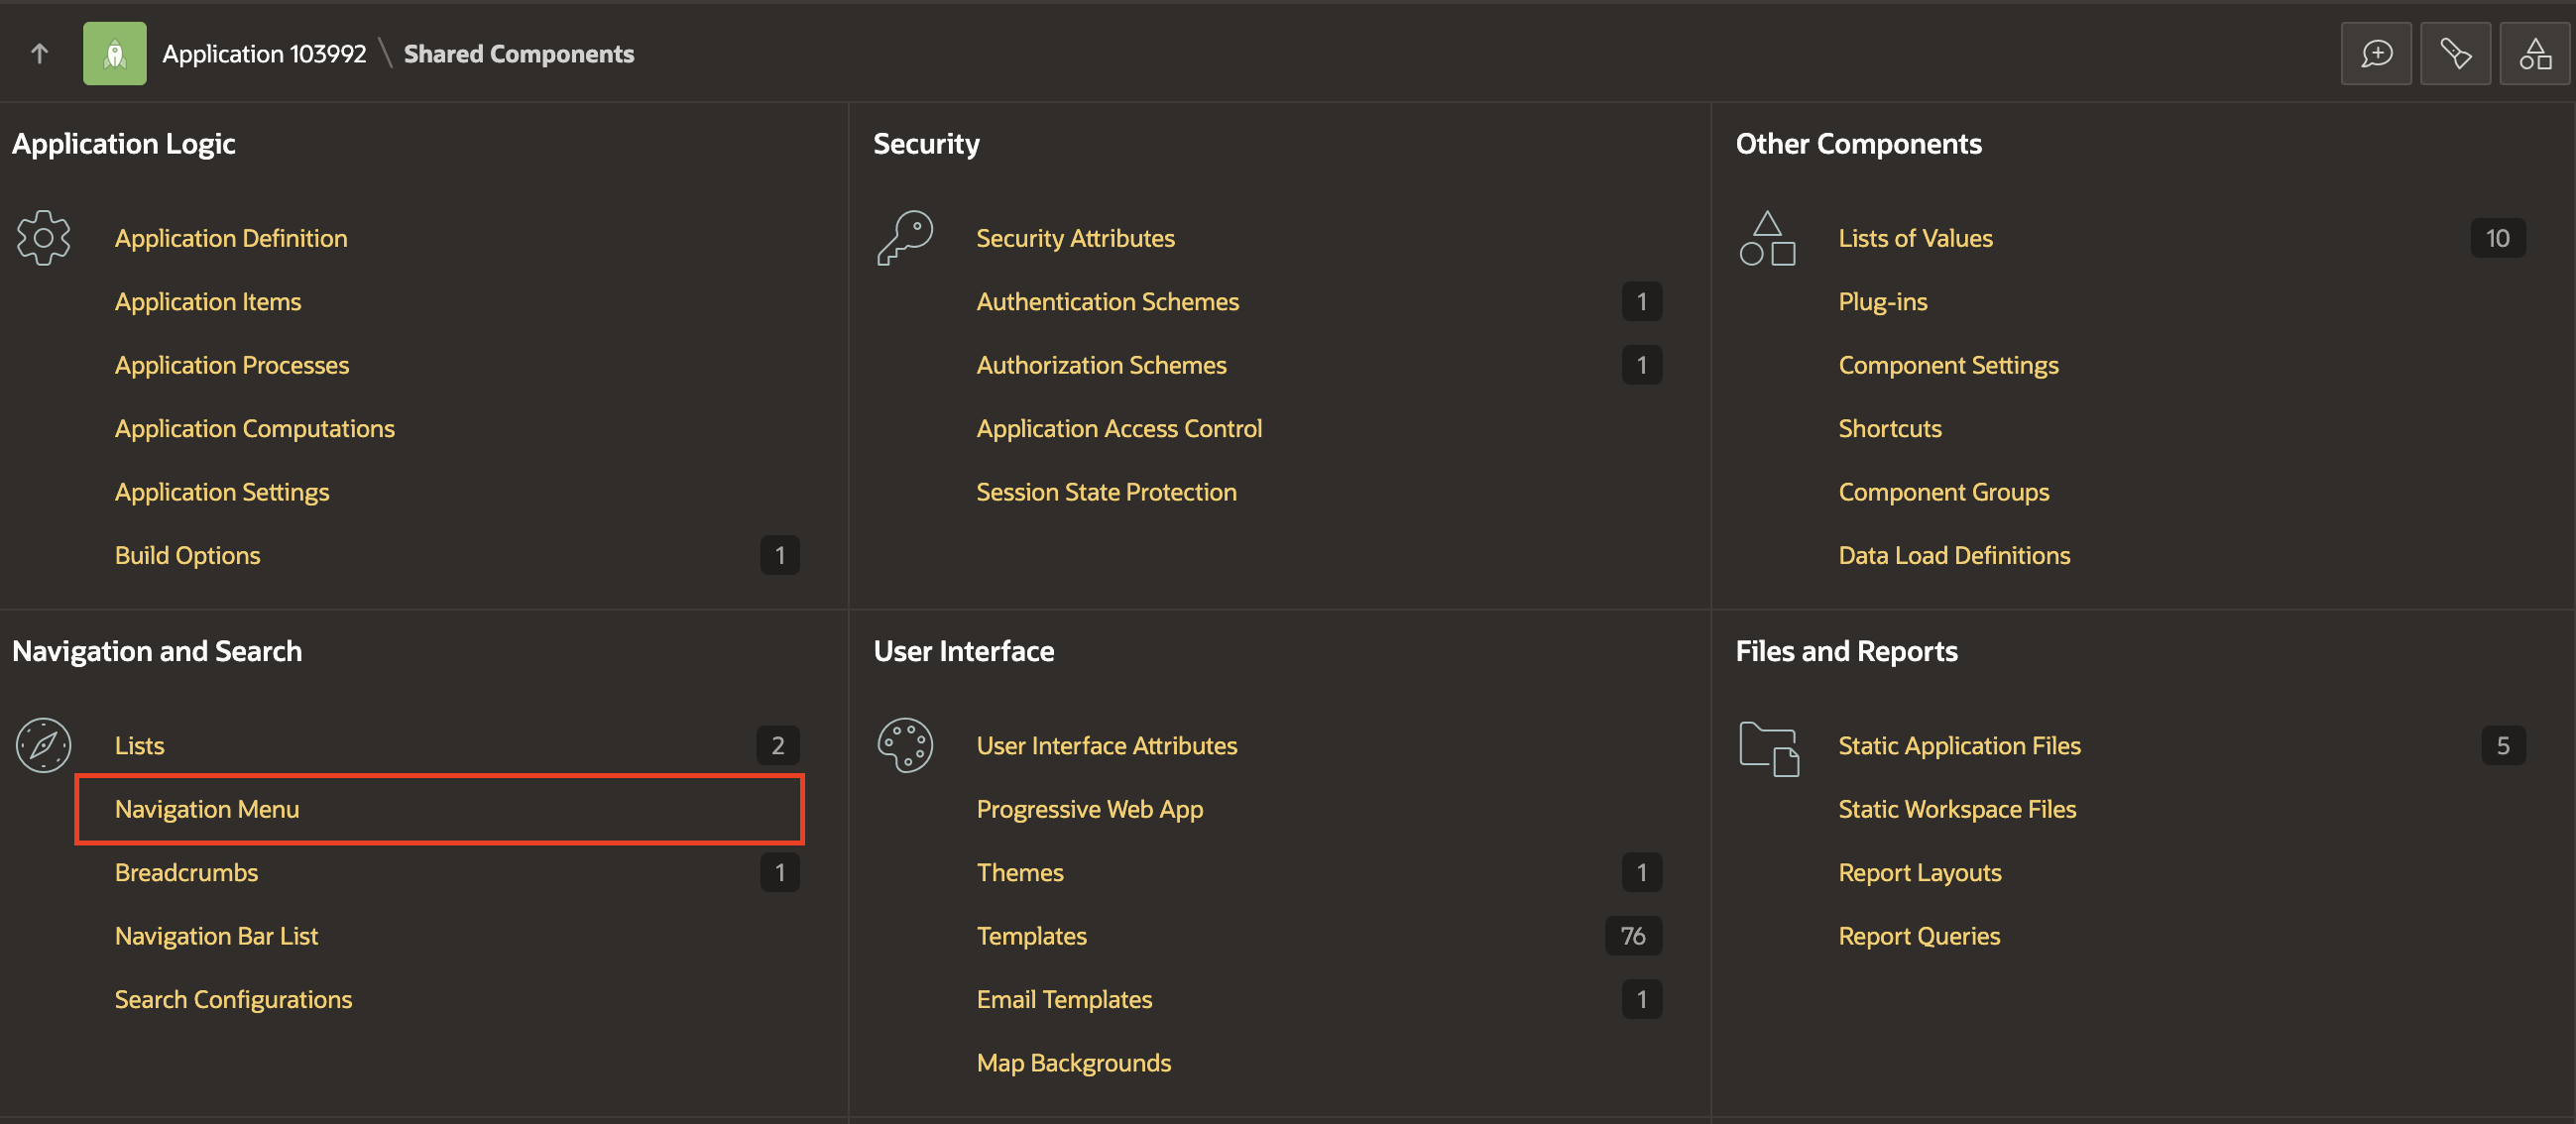 Application 103992 \ Shared Components
Application Logic
Application Definition
Application Items
Application Processes
Application Computations
Application Settings
Build Options 1
Security
Security Attributes
Authentication Schemes 1
Authorization Schemes 1
Application Access Control
Session State Protection
Other Components
Lists of Values 10
Plug-ins
Component Settings
Shortcuts
Component Groups
Data Load Definitions
Navigation and Search
Lists 2
Navigation Menu
Breadcrumbs 1
Navigation Bar List
Search Configurations
User Interface
User Interface Attributes
Progressive Web App
Themes 1
Templates 76
Email Templates 1
Map Backgrounds
Files and Reports
Static Application Files 5
Static Workspace Files
Report Layouts
Report Queries